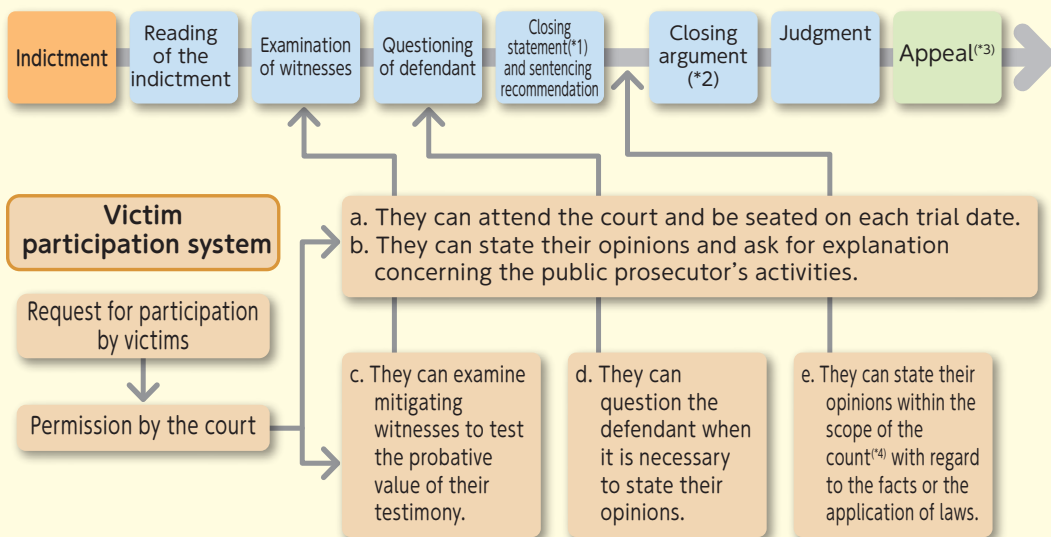 Indictment
Reading
of the
indictment
Examination
of witnesses
Questioning
of defendant
Closing
statement(*1)
and sentencing
recommendation
Closing
argument
(*2)
Judgment
Appeal(*3)
Victim
participation system
Request for participation
by victims
Permission by the court
a. They can attend the court and be seated on each trial date.
b. They can state their opinions and ask for explanation
concerning the public prosecutor’s activities.
c. They can examine
mitigating
witnesses to test
the probative
value of their
testimony.
d. They can
question the
defendant when
it is necessary
to state their
opinions.
e. They can state their
opinions within the
scope of the
count(*4) with regard
to the facts or the
application of laws.